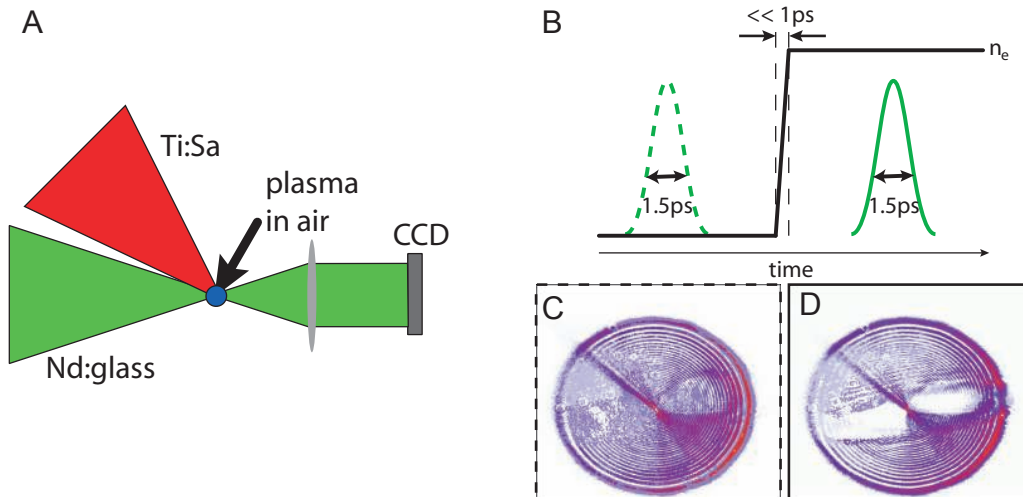 A
Ti:Sa
plasma
in air
CCD
Nd:glass
B
<< 1ps
nₑ
1.5ps
1.5ps
time
C
D